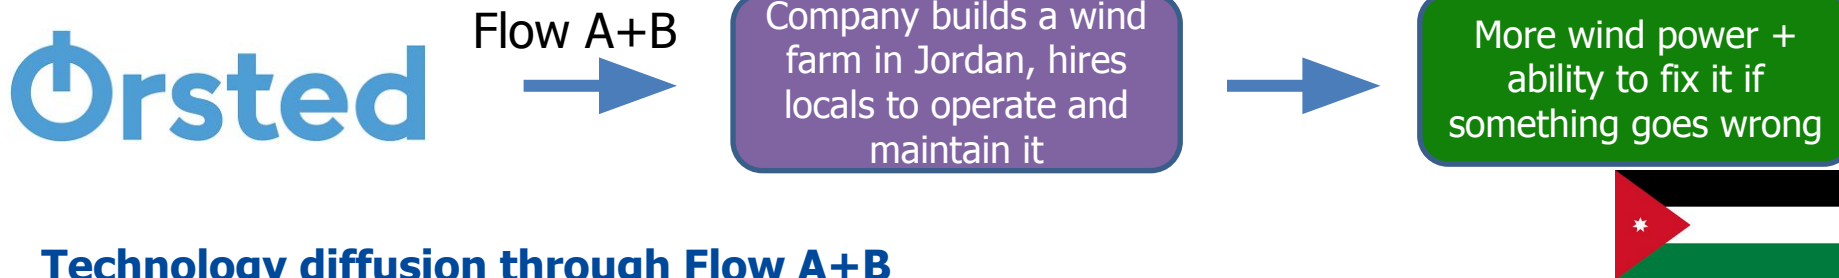 Ørsted
Flow A+B
Company builds a wind
farm in Jordan, hires
locals to operate and
maintain it
More wind power +
ability to fix it if
something goes wrong
Technology diffusion through Flow A+B